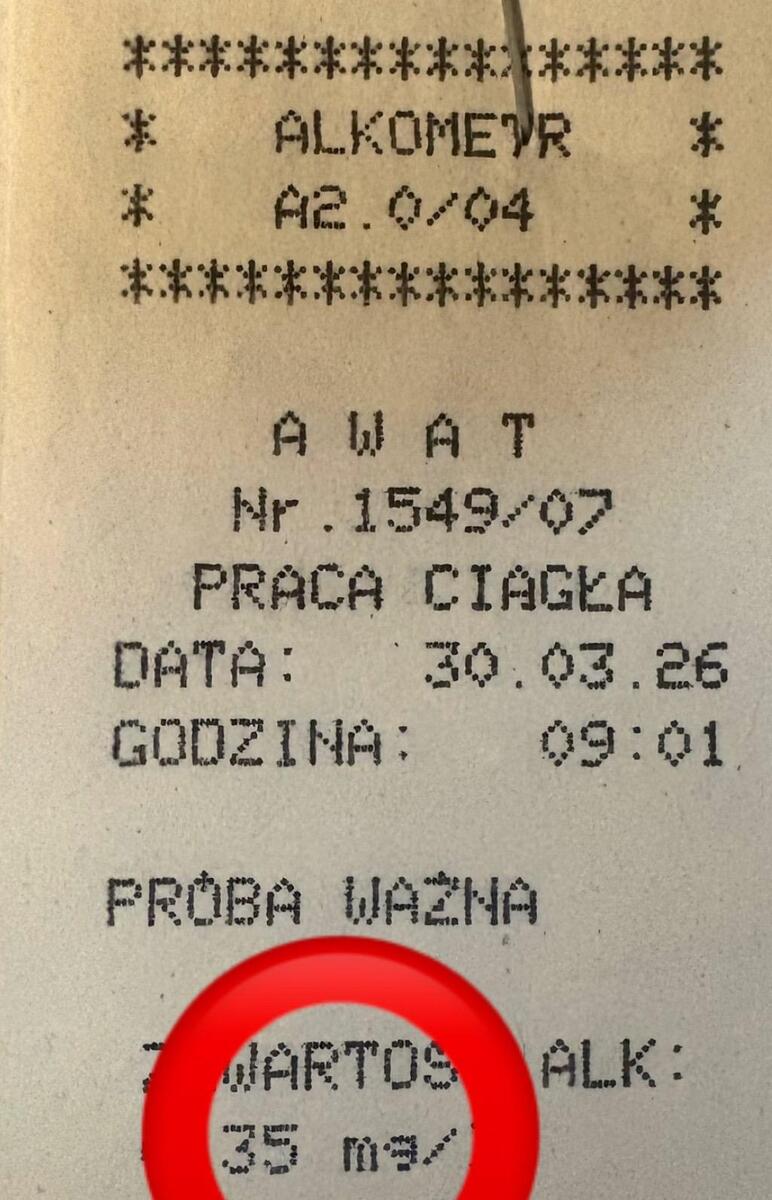 *****************
* ALKOMETR *
* A2.0/04 *
*****************
A W A T
Nr.1549/07
PRACA CIAGŁA
DATA: 30.03.26
GODZINA: 09:01
PRÓBA WAŻNA
ALK:
35